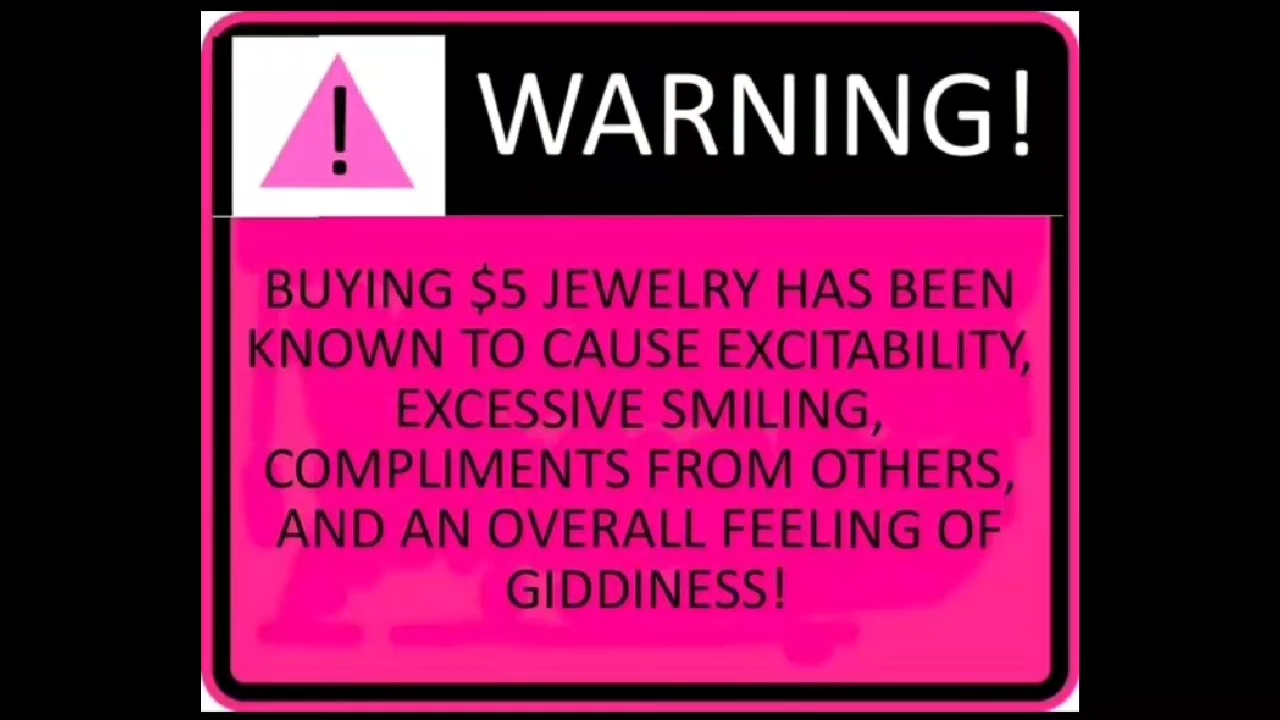 !
WARNING!
BUYING $5 JEWELRY HAS BEEN
KNOWN TO CAUSE EXCITABILITY,
EXCESSIVE SMILING,
COMPLIMENTS FROM OTHERS,
AND AN OVERALL FEELING OF
GIDDINESS!